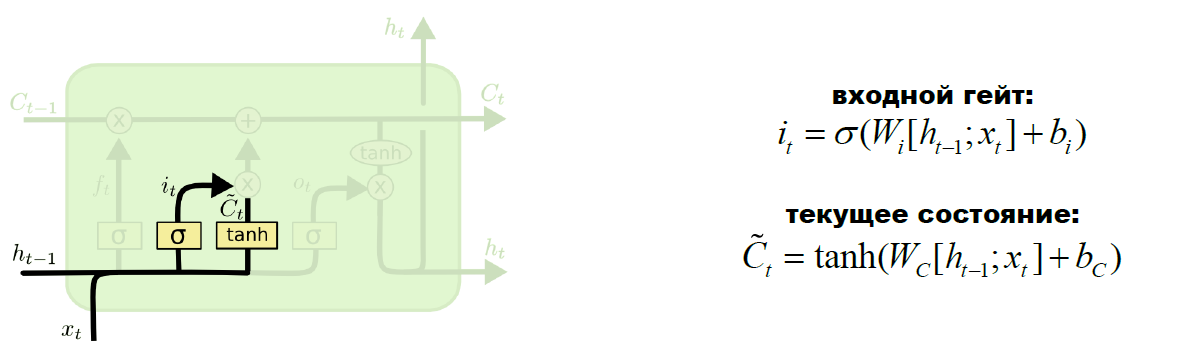 h_t
C_{t-1}
C_t
x
+
tanh
f_t
i_t
x
o_t
x
C̃_t
σ
σ
tanh
σ
h_{t-1}
h_t
x_t
входной гейт:
i_t = σ(W_i[h_{t-1}; x_t] + b_i)
текущее состояние:
C̃_t = tanh(W_C[h_{t-1}; x_t] + b_C)